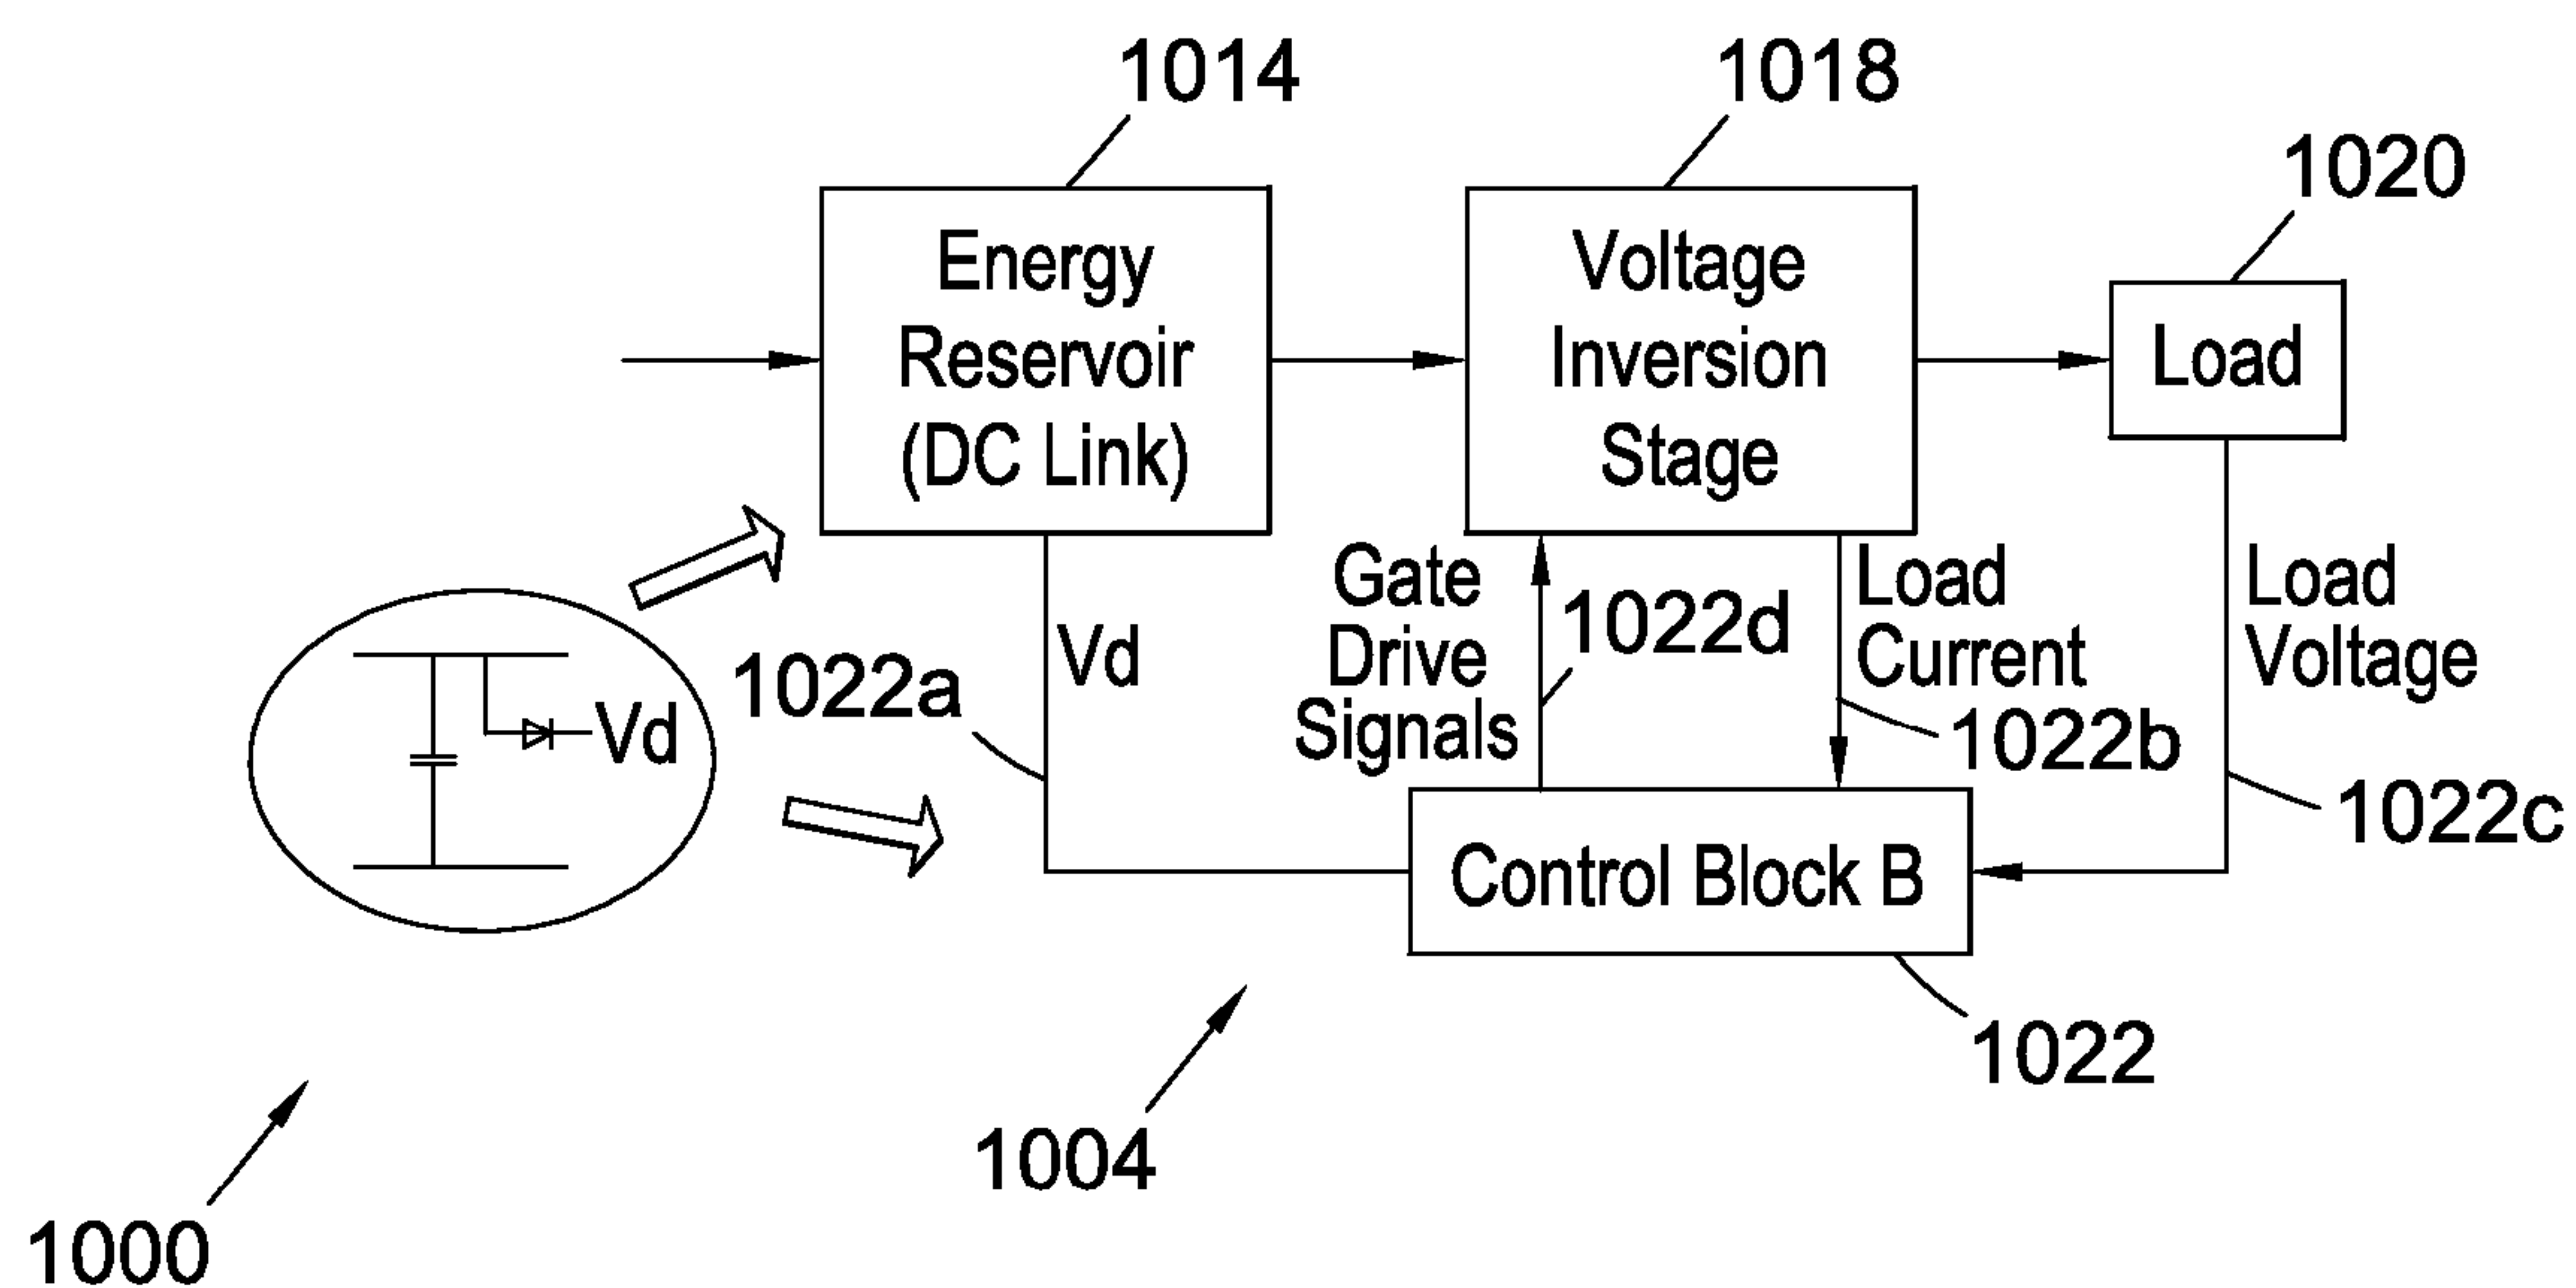 1014
1018
1020
Energy
Reservoir
(DC Link)
Voltage
Inversion
Stage
Load
Gate
Drive
Signals
1022d
Load
Current
1022b
Load
Voltage
1022c
Vd
1022a
Vd
Control Block B
1022
1004
1000